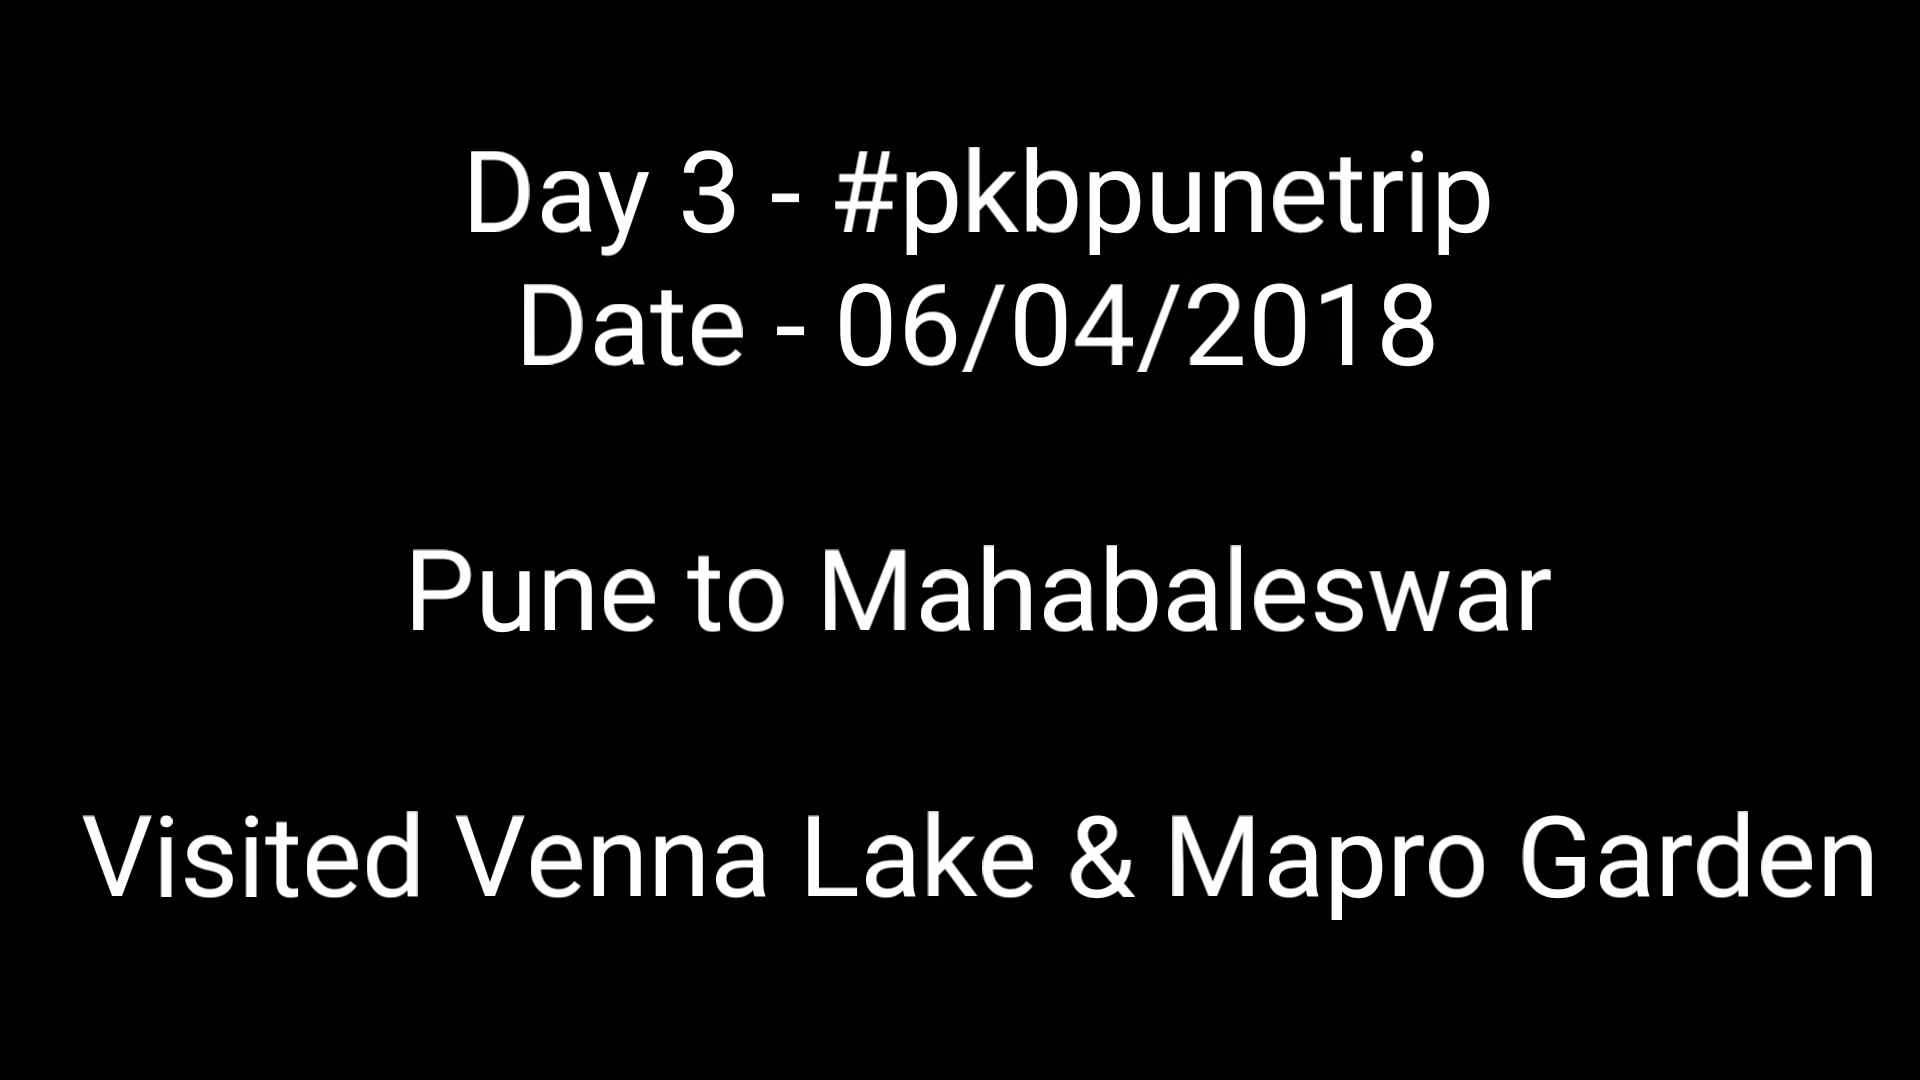 Day 3 - #pkbpunetrip
Date - 06/04/2018
Pune to Mahabaleswar
Visited Venna Lake & Mapro Garden